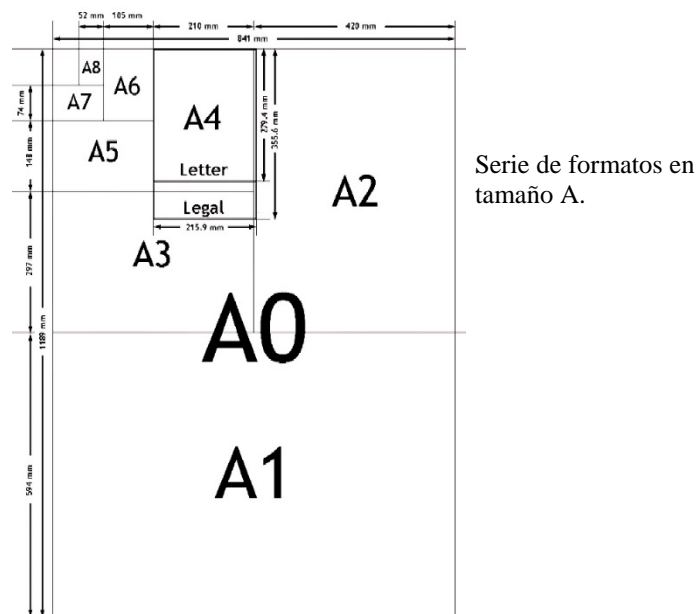 52 mm 105 mm 210 mm 420 mm
841 mm
A8
A6
A7
A4
74 mm
279.4 mm
355.6 mm
A5
148 mm
Letter
Legal
A2
Serie de formatos en
tamaño A.
215.9 mm
A3
297 mm
A0
1189 mm
A1
594 mm